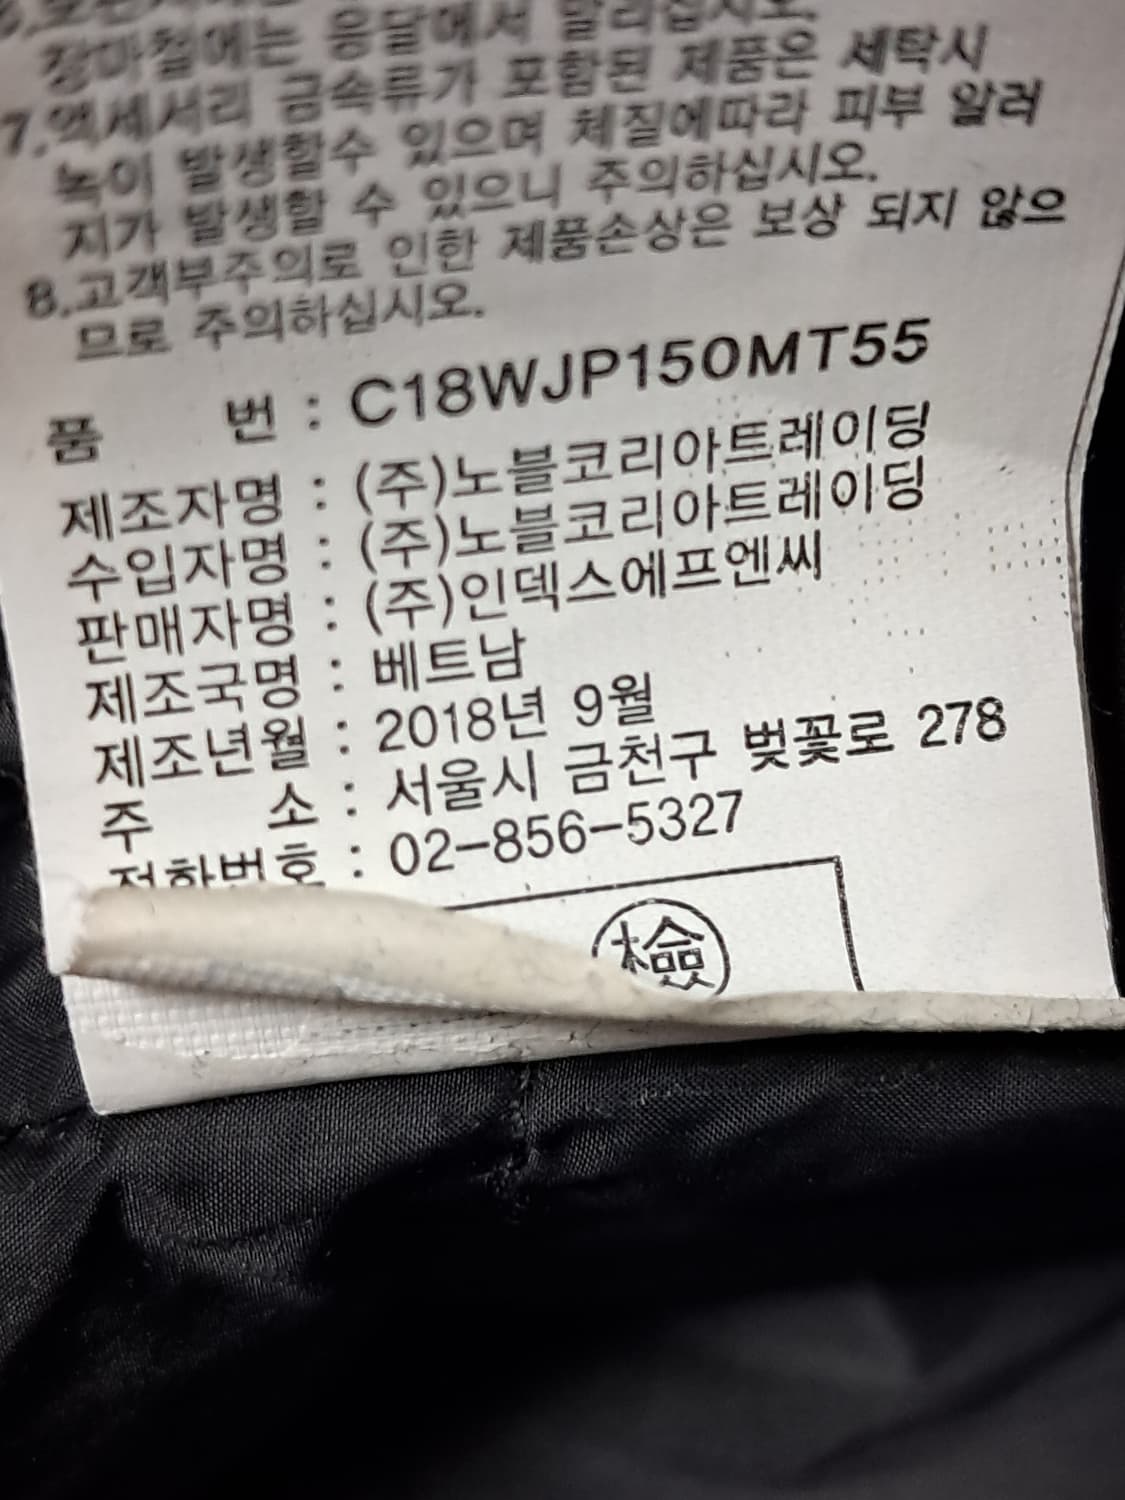 장마철에는 응달에서 말리십시오.
7.액세서리 금속류가 포함된 제품은 세탁시
녹이 발생할수 있으며 체질에따라 피부 알러
지가 발생할 수 있으니 주의하십시오.
8.고객부주의로 인한 제품손상은 보상 되지 않으
므로 주의하십시오.
품 번 : C18WJP150MT55
제조자명 : (주)노블코리아트레이딩
수입자명 : (주)노블코리아트레이딩
판매자명 : (주)인덱스에프엔씨
제조국명 : 베트남
제조년월 : 2018년 9월
주 소 : 서울시 금천구 벚꽃로 278
전화번호 : 02-856-5327
檢